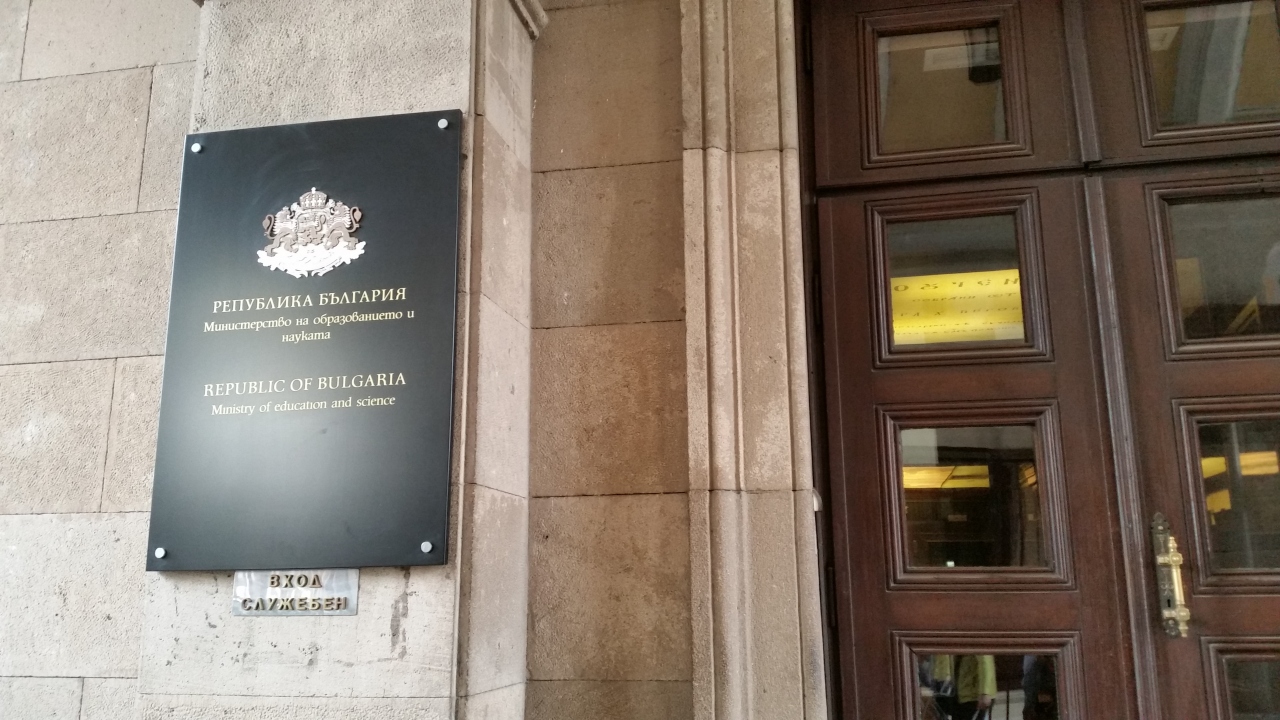 РЕПУБЛИКА БЪЛГАРИЯ
Министерство на образованието и
науката
REPUBLIC OF BULGARIA
Ministry of education and science
ВХОД
СЛУЖЕБЕН